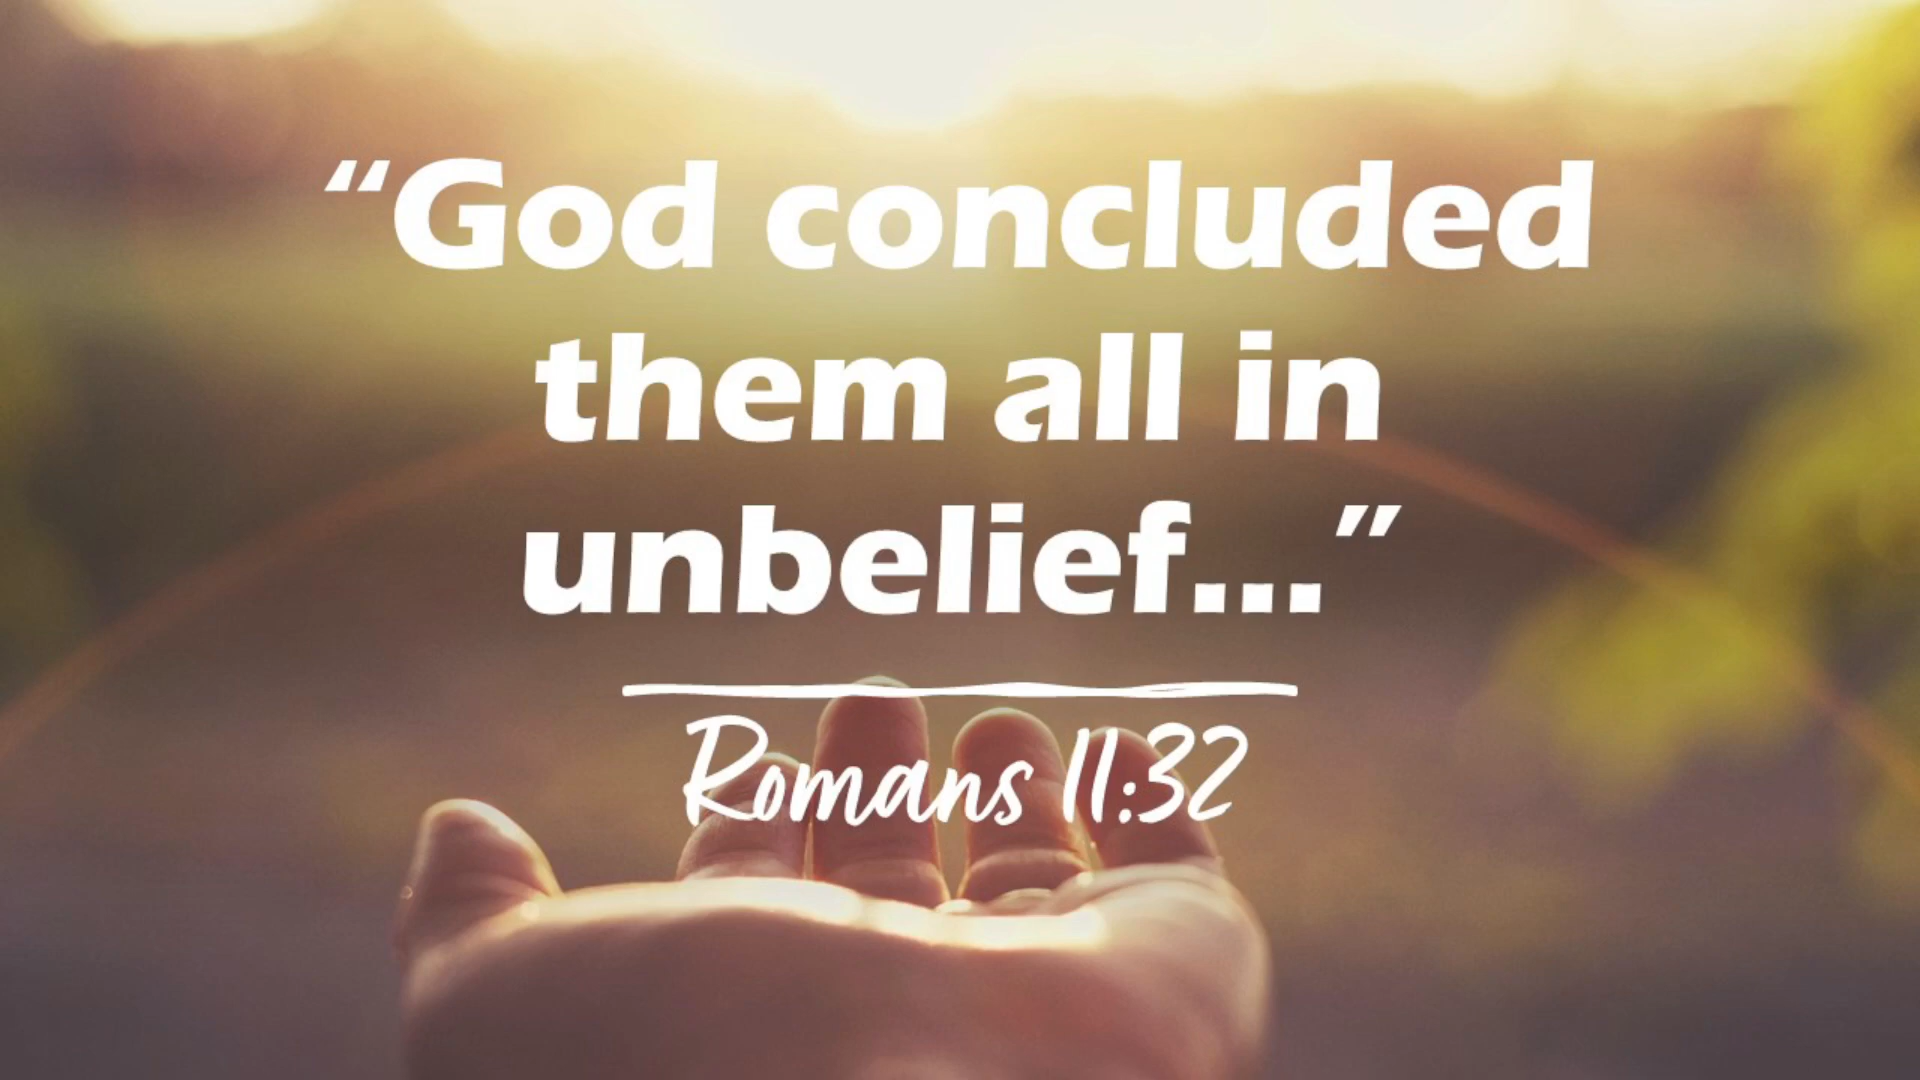 “God concluded
them all in
unbelief...”
Romans 11:32